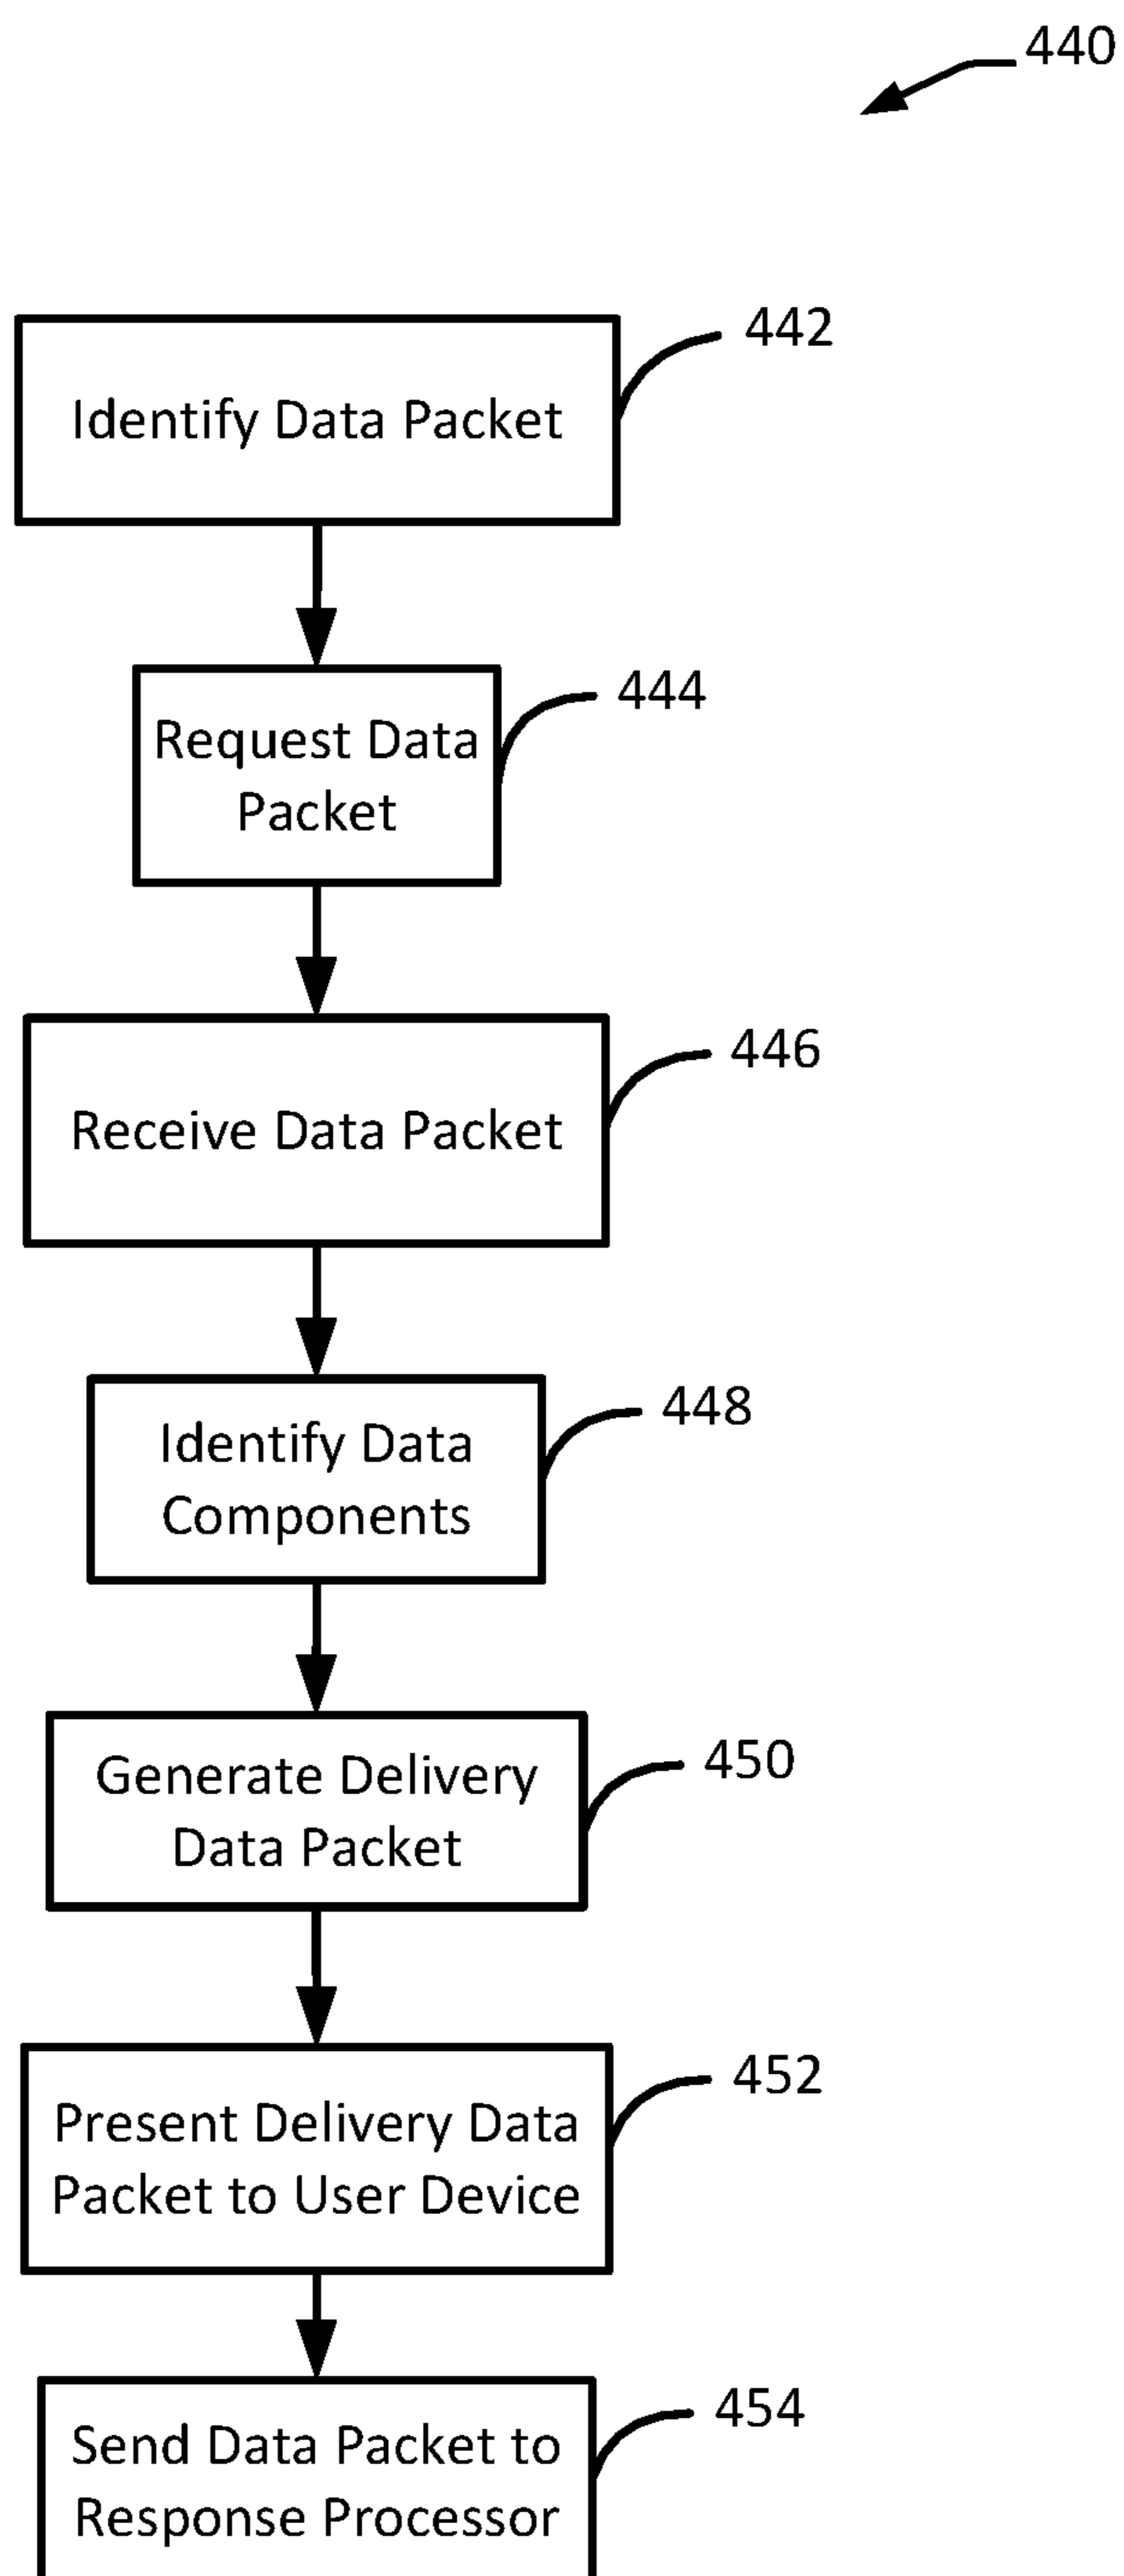 440
442
Identify Data Packet
444
Request Data
Packet
446
Receive Data Packet
448
Identify Data
Components
450
Generate Delivery
Data Packet
452
Present Delivery Data
Packet to User Device
454
Send Data Packet to
Response Processor